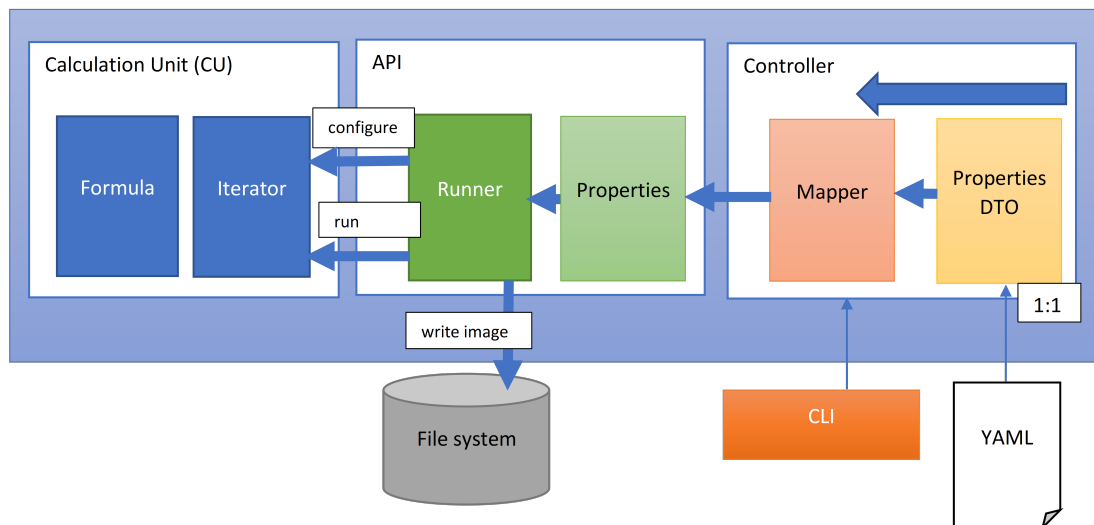 Calculation Unit (CU)
API
Controller
configure
Formula
Iterator
Runner
Properties
Mapper
Properties
DTO
run
1:1
write image
File system
CLI
YAML